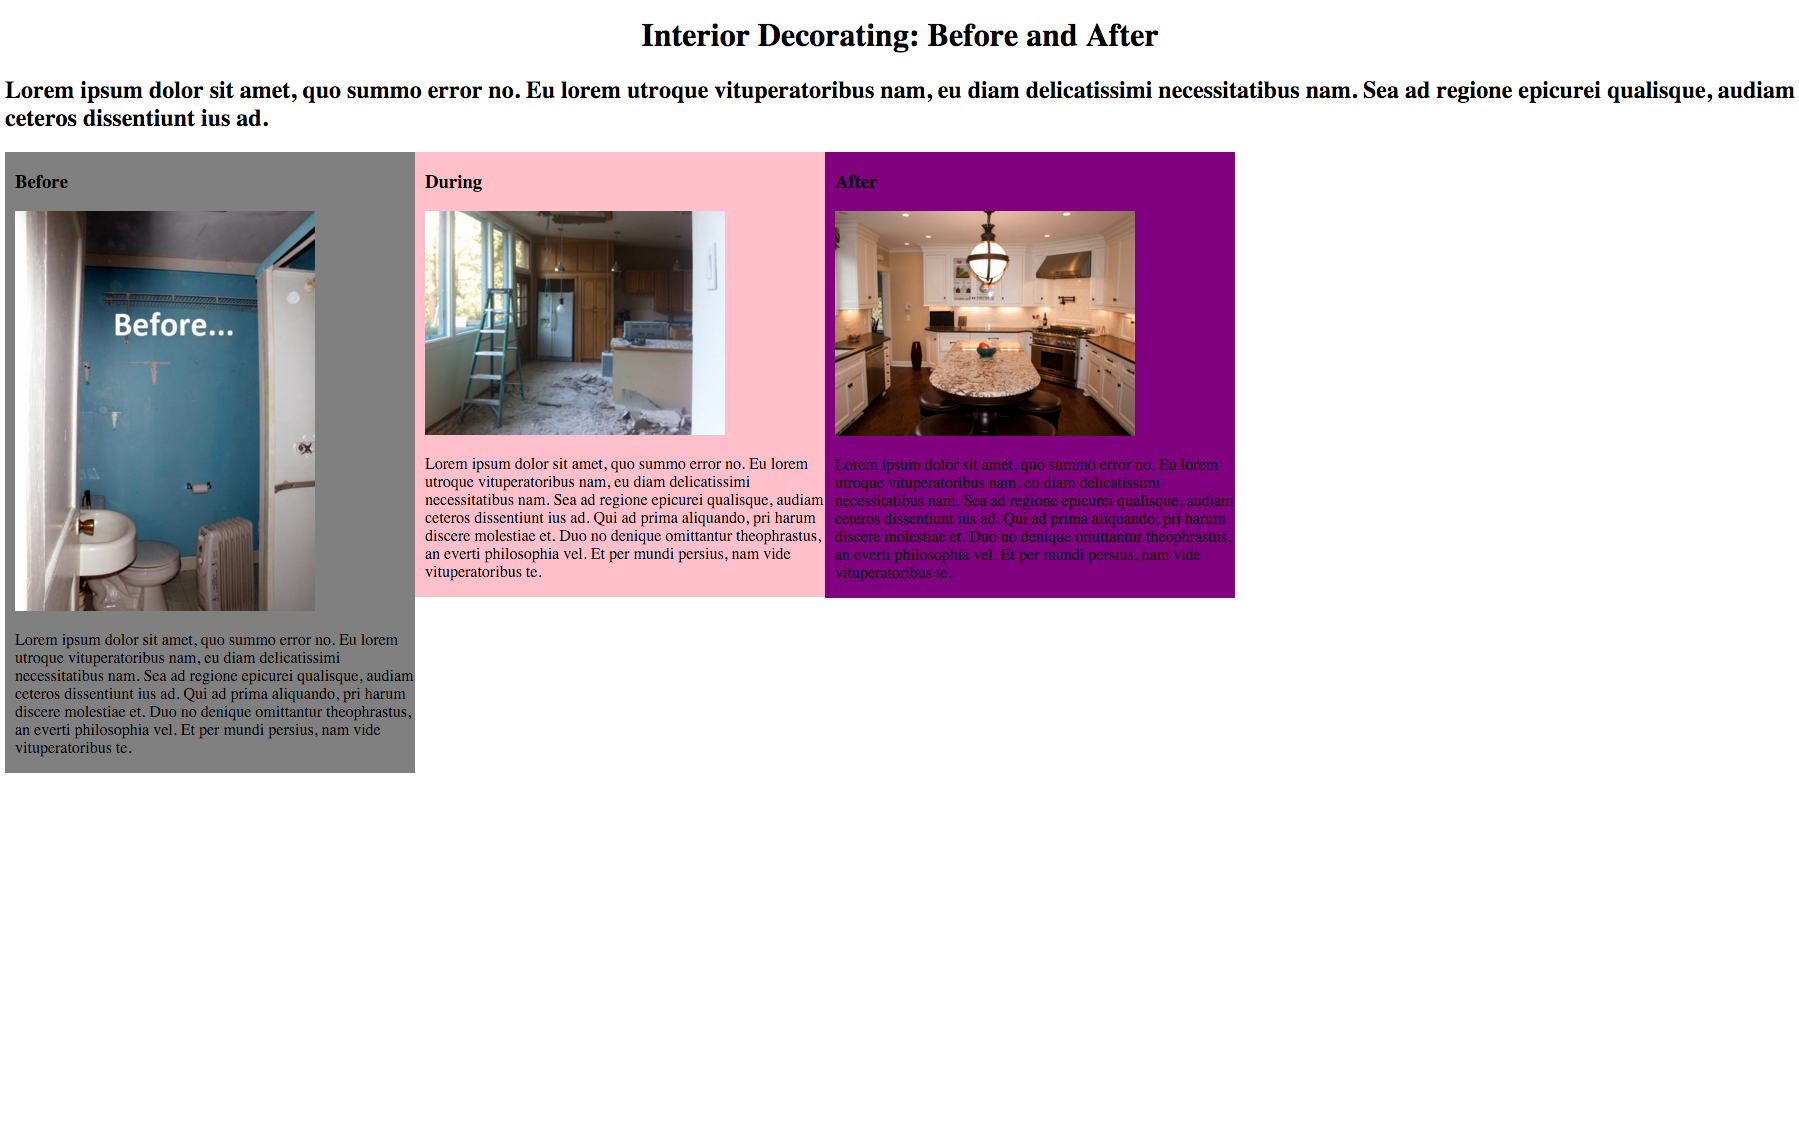 Interior Decorating: Before and After
Lorem ipsum dolor sit amet, quo summo error no. Eu lorem utroque vituperatoribus nam, eu diam delicatissimi necessitatibus nam. Sea ad regione epicurei qualisque, audiam
ceteros dissentiunt ius ad.
Before
Before...
Lorem ipsum dolor sit amet, quo summo error no. Eu lorem
utroque vituperatoribus nam, eu diam delicatissimi
necessitatibus nam. Sea ad regione epicurei qualisque, audiam
ceteros dissentiunt ius ad. Qui ad prima aliquando, pri harum
discere molestiae et. Duo no denique omittantur theophrastus,
an everti philosophia vel. Et per mundi persius, nam vide
vituperatoribus te.
During
Lorem ipsum dolor sit amet, quo summo error no. Eu lorem
utroque vituperatoribus nam, eu diam delicatissimi
necessitatibus nam. Sea ad regione epicurei qualisque, audiam
ceteros dissentiunt ius ad. Qui ad prima aliquando, pri harum
discere molestiae et. Duo no denique omittantur theophrastus,
an everti philosophia vel. Et per mundi persius, nam vide
vituperatoribus te.
After
Lorem ipsum dolor sit amet, quo summo error no. Eu lorem
utroque vituperatoribus nam, eu diam delicatissimi
necessitatibus nam. Sea ad regione epicurei qualisque, audiam
ceteros dissentiunt ius ad. Qui ad prima aliquando, pri harum
discere molestiae et. Duo no denique omittantur theophrastus,
an everti philosophia vel. Et per mundi persius, nam vide
vituperatoribus te.